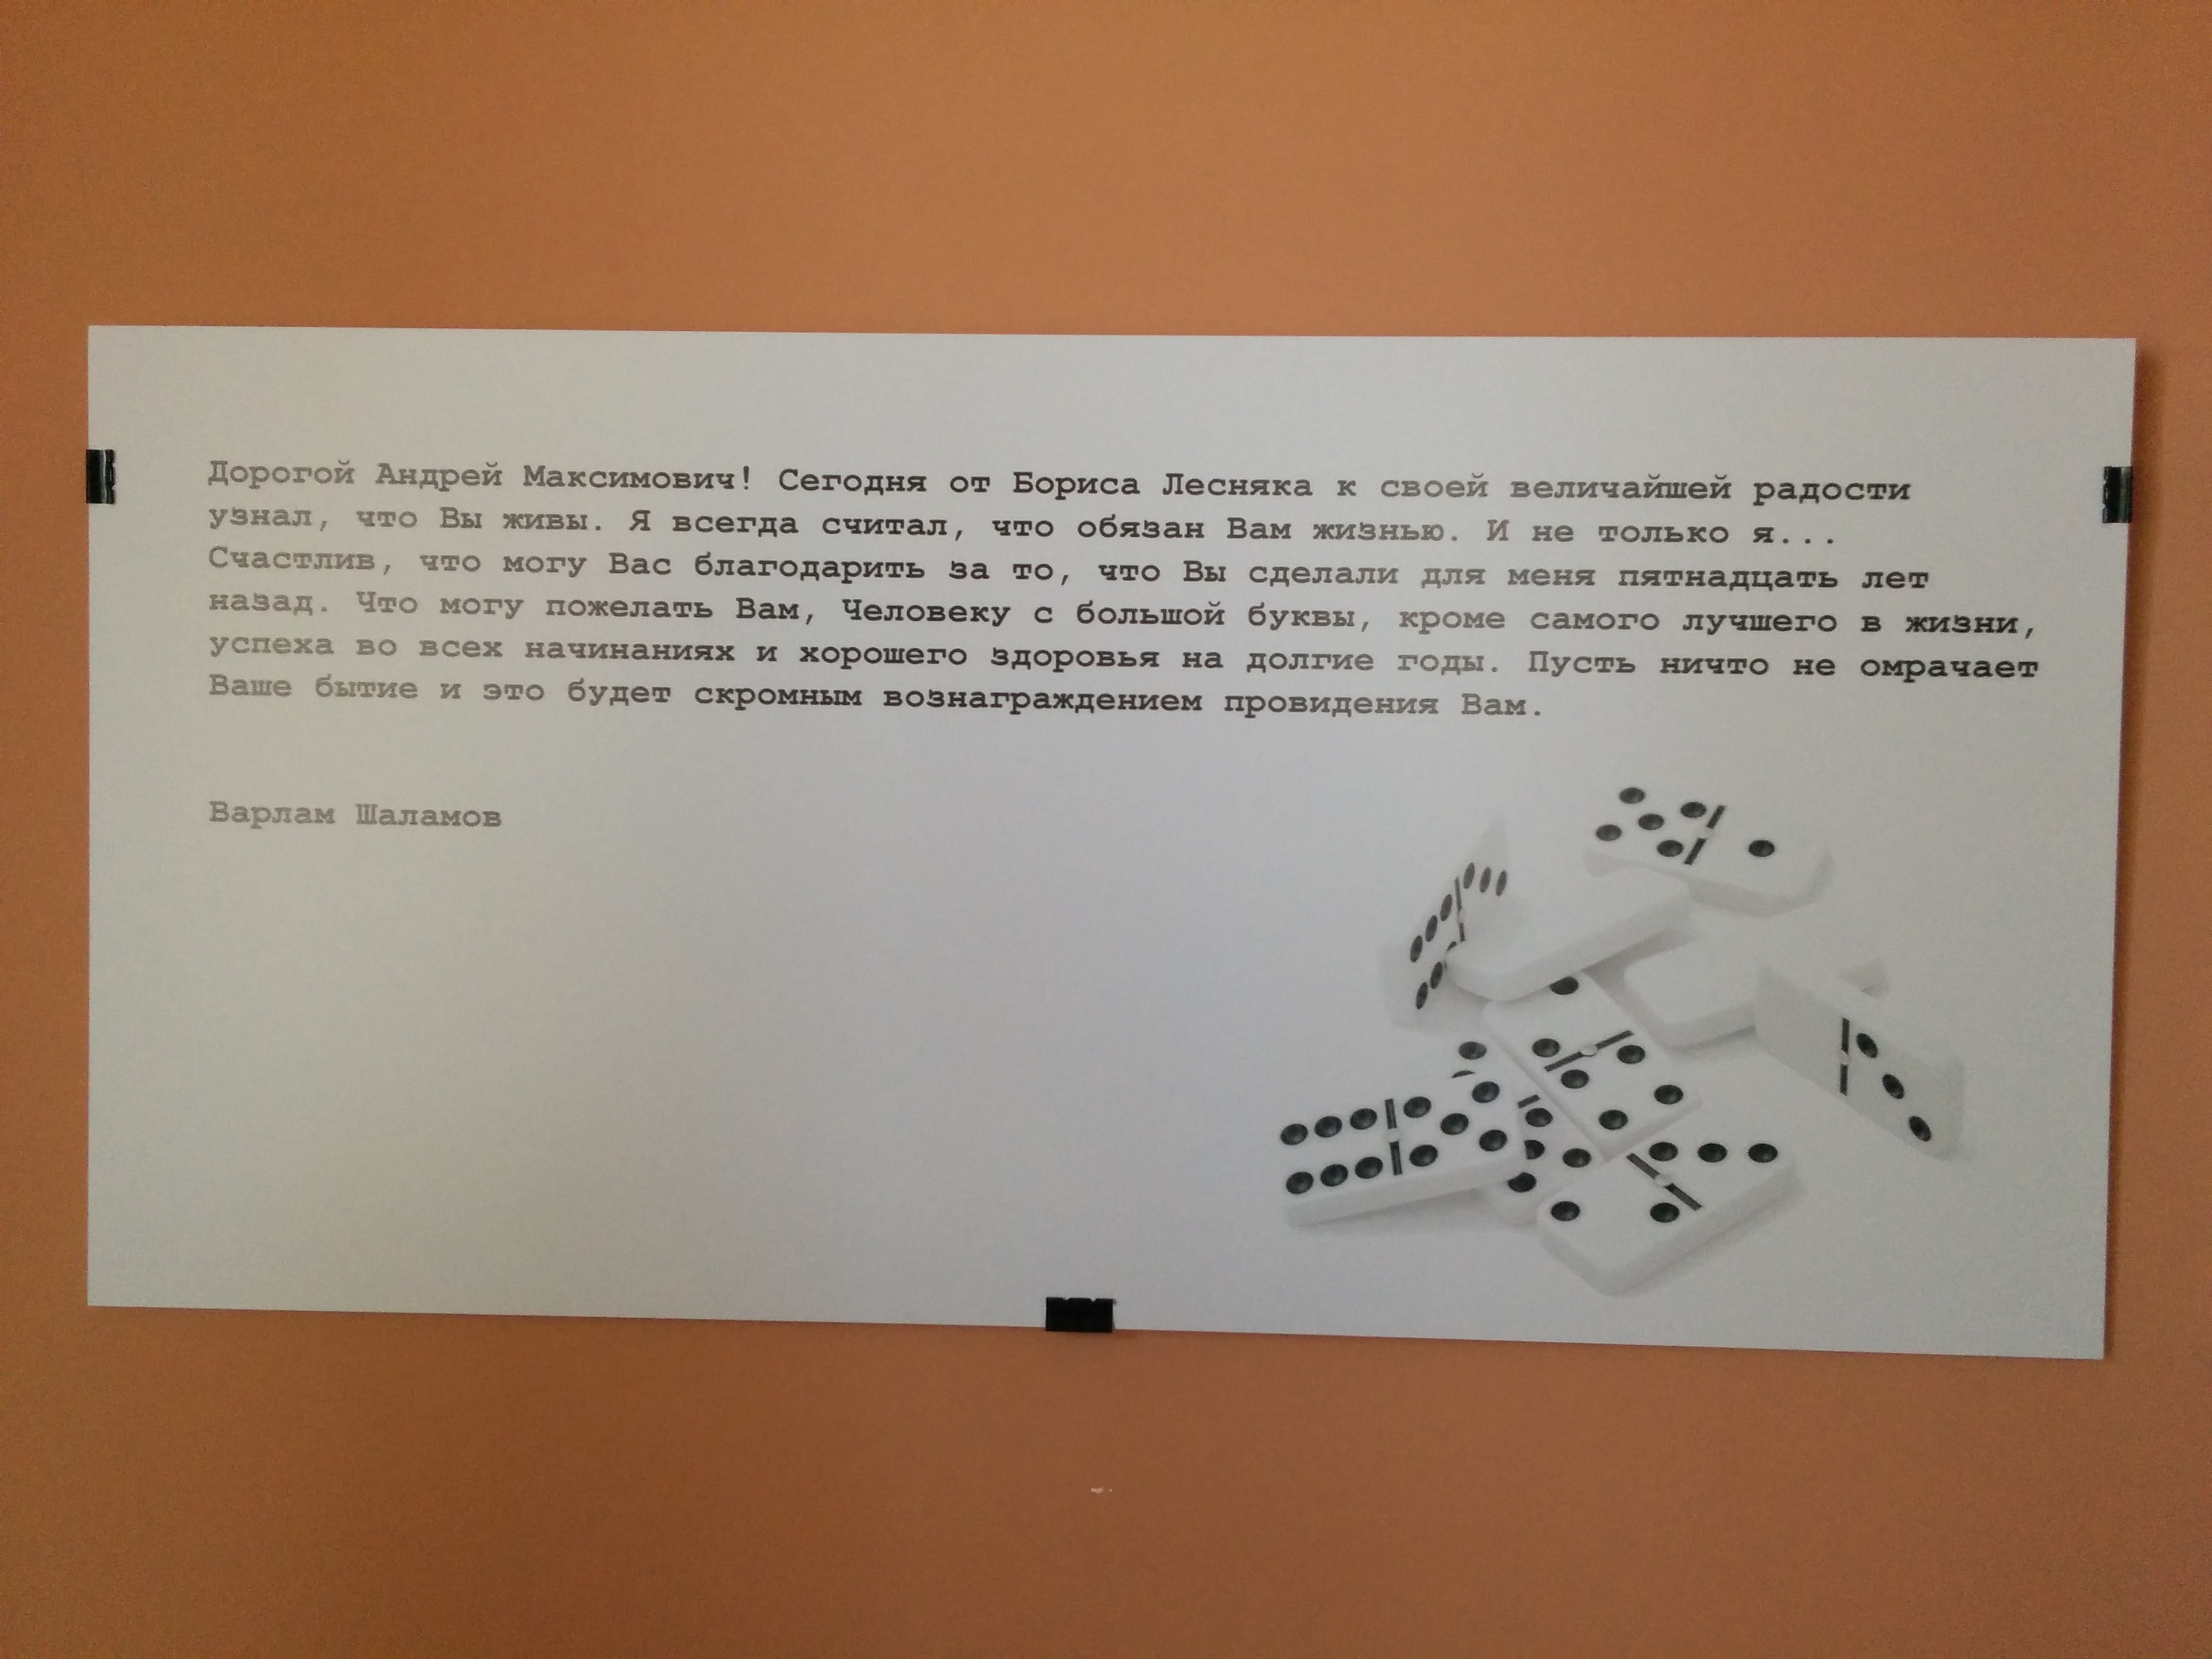 Дорогой Андрей Максимович! Сегодня от Бориса Лесняка к своей величайшей радости
узнал, что Вы живы. Я всегда считал, что обязан Вам жизнью. И не только я...
Счастлив, что могу Вас благодарить за то, что Вы сделали для меня пятнадцать лет
назад. Что могу пожелать Вам, Человеку с большой буквы, кроме самого лучшего в жизни,
успеха во всех начинаниях и хорошего здоровья на долгие годы. Пусть ничто не омрачает
Ваше бытие и это будет скромным вознаграждением провидения Вам.
Варлам Шаламов